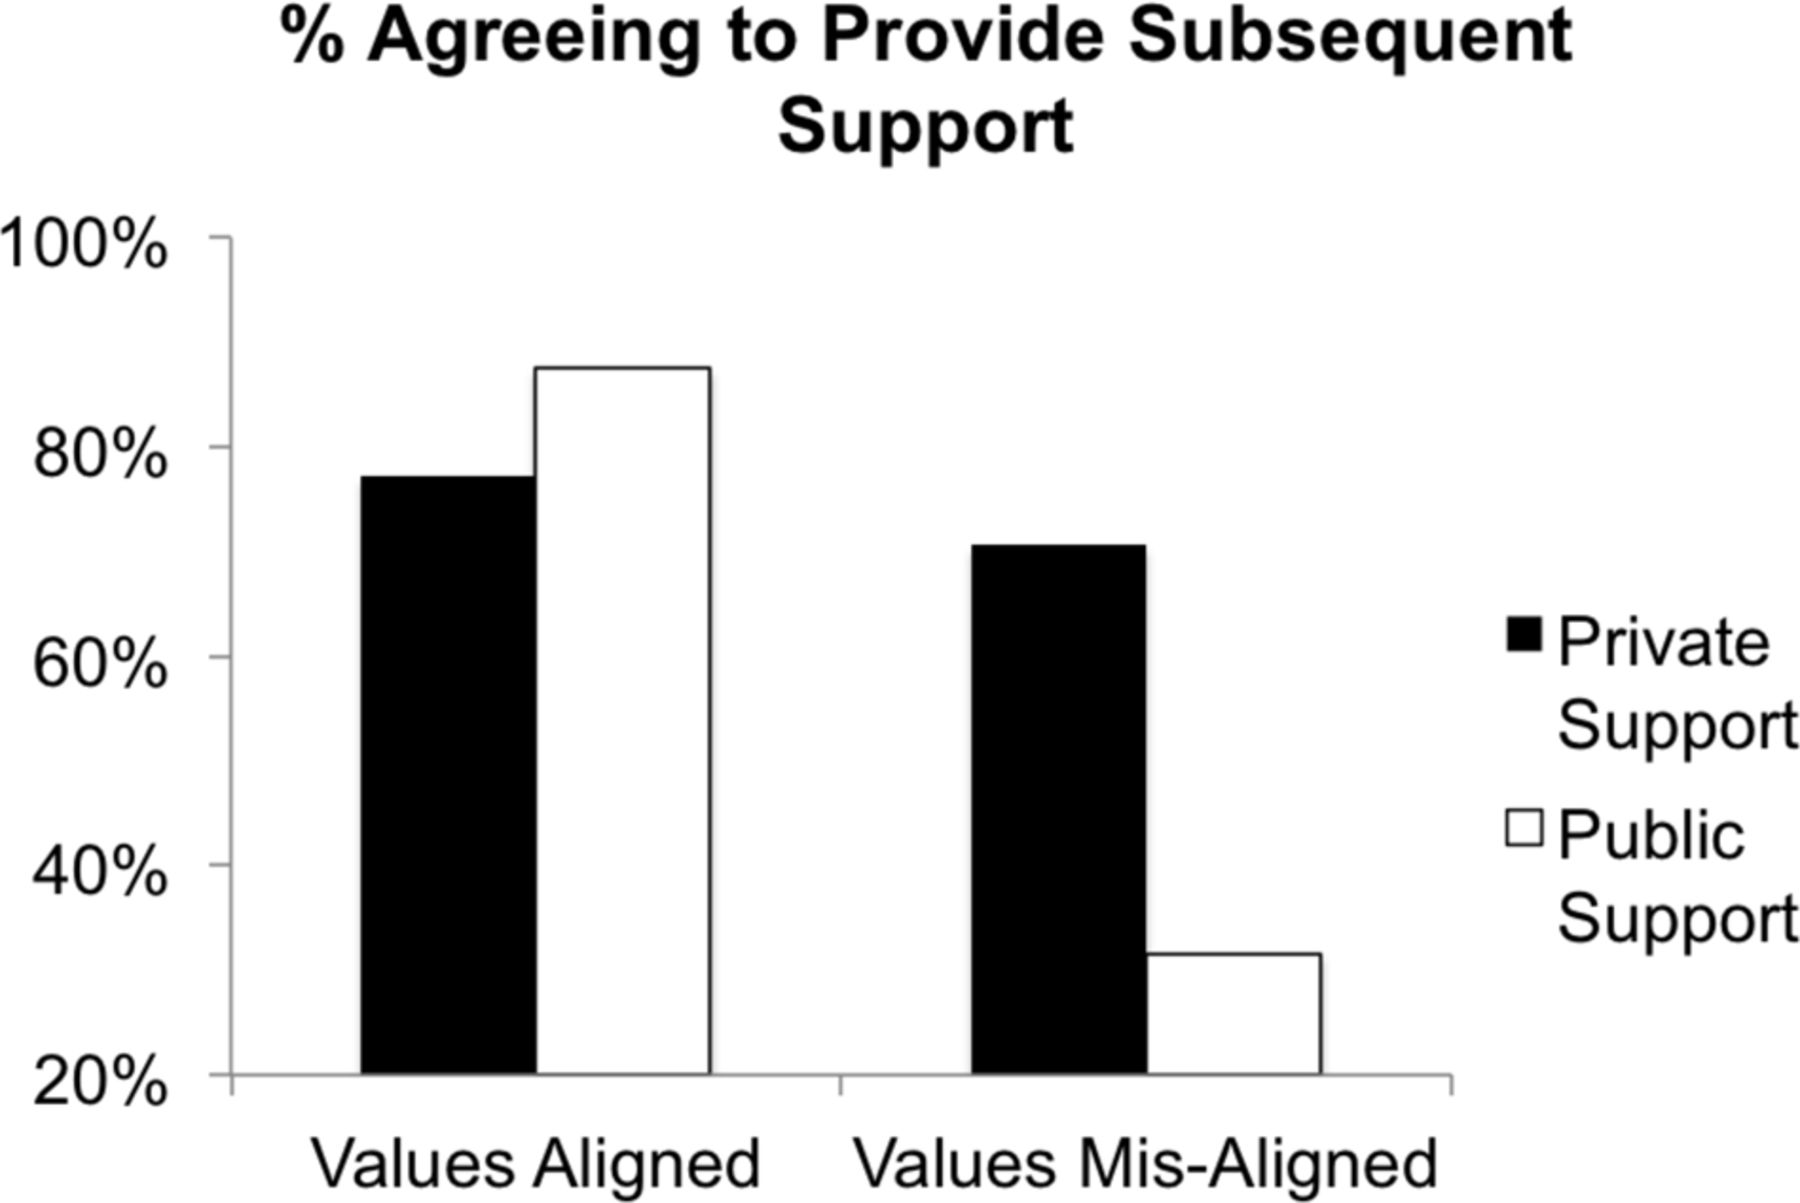 % Agreeing to Provide Subsequent
Support
100%
80%
60%
40%
20%
Values Aligned
Values Mis-Aligned
Private
Support
Public
Support